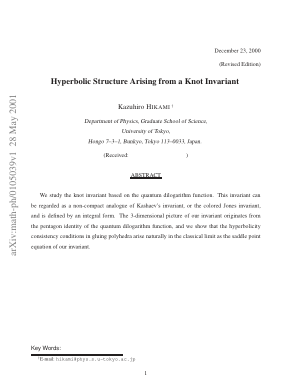 December 23, 2000
(Revised Edition)
Hyperbolic Structure Arising from a Knot Invariant
Kazuhiro HIKAMI †
Department of Physics, Graduate School of Science,
University of Tokyo,
Hongo 7–3–1, Bunkyo, Tokyo 113–0033, Japan.
(Received: )
ABSTRACT
We study the knot invariant based on the quantum dilogarithm function. This invariant can
be regarded as a non-compact analogue of Kashaev's invariant, or the colored Jones invariant,
and is defined by an integral form. The 3-dimensional picture of our invariant originates from
the pentagon identity of the quantum dilogarithm function, and we show that the hyperbolicity
consistency conditions in gluing polyhedra arise naturally in the classical limit as the saddle point
equation of our invariant.
Key Words:
†E-mail: hikami@phys.s.u-tokyo.ac.jp
1
arXiv:math-ph/0105039v1 28 May 2001